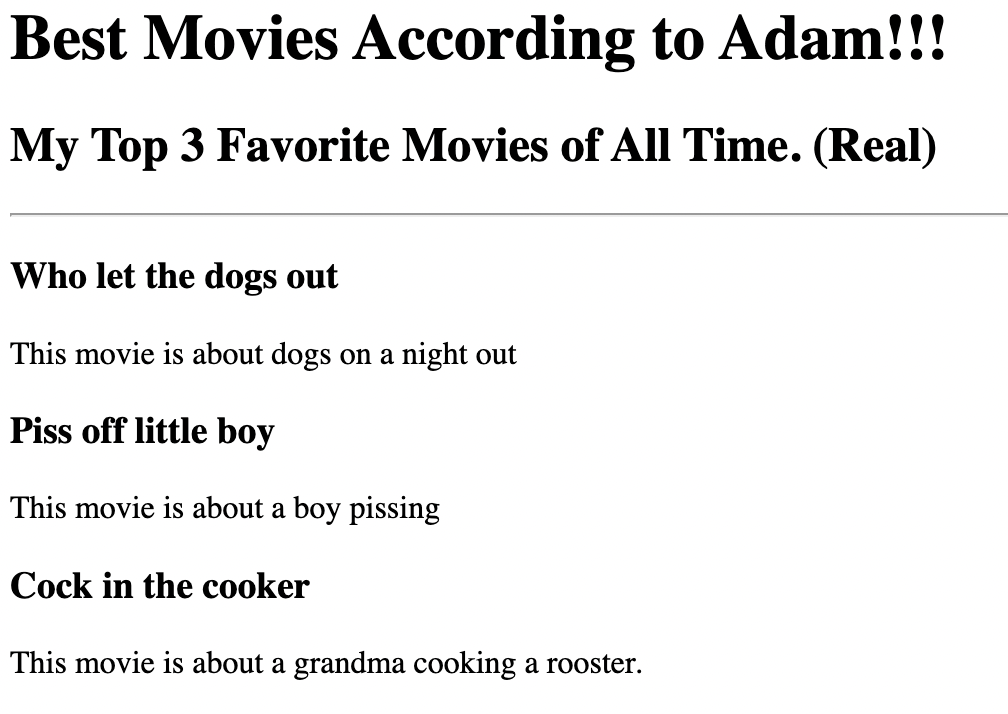 Best Movies According to Adam!!!
My Top 3 Favorite Movies of All Time. (Real)
Who let the dogs out
This movie is about dogs on a night out
Piss off little boy
This movie is about a boy pissing
Cock in the cooker
This movie is about a grandma cooking a rooster.